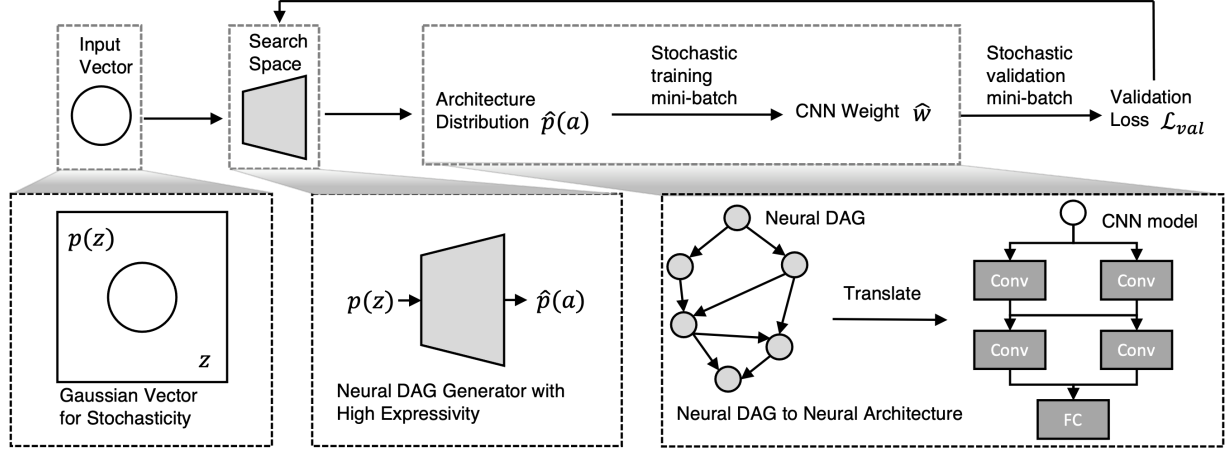 Input
Vector
Search
Space
Architecture
Distribution p̂(a)
Stochastic
training
mini-batch
CNN Weight ŵ
Stochastic
validation
mini-batch
Validation
Loss ℒval
p(z)
z
Gaussian Vector
for Stochasticity
p(z)
p̂(a)
Neural DAG Generator with
High Expressivity
Neural DAG
Translate
CNN model
Conv
Conv
Conv
Conv
FC
Neural DAG to Neural Architecture